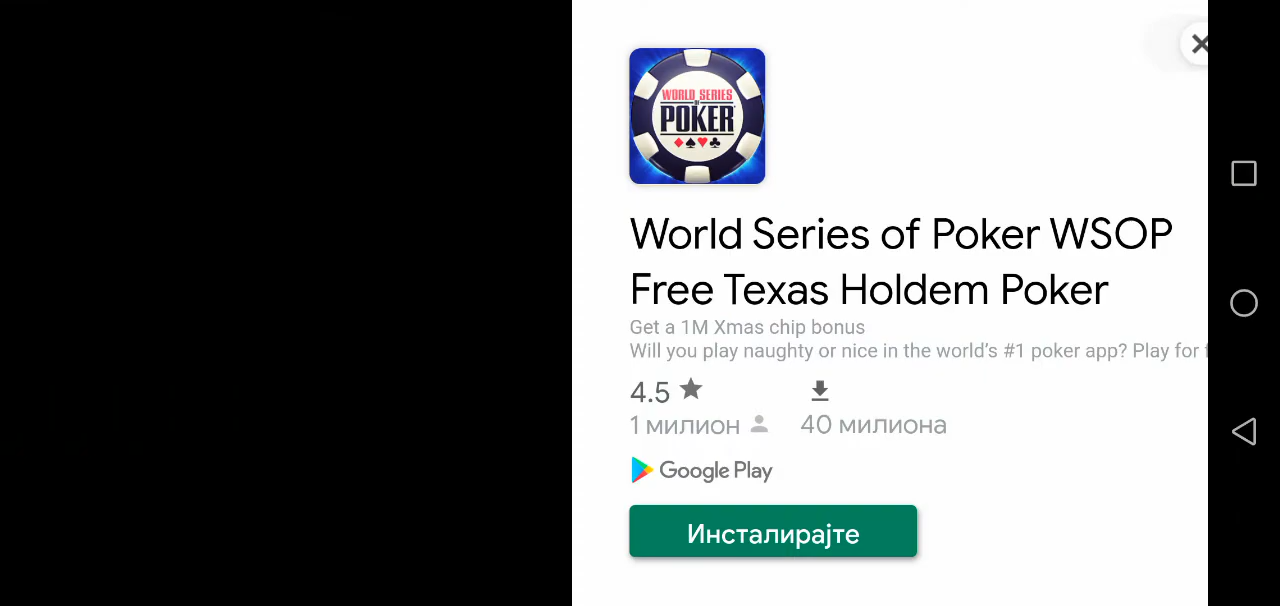 WORLD SERIES
OF
POKER
World Series of Poker WSOP
Free Texas Holdem Poker
Get a 1M Xmas chip bonus
Will you play naughty or nice in the world's #1 poker app? Play for
4.5
1 милион 40 милиона
Google Play
Инсталирајте